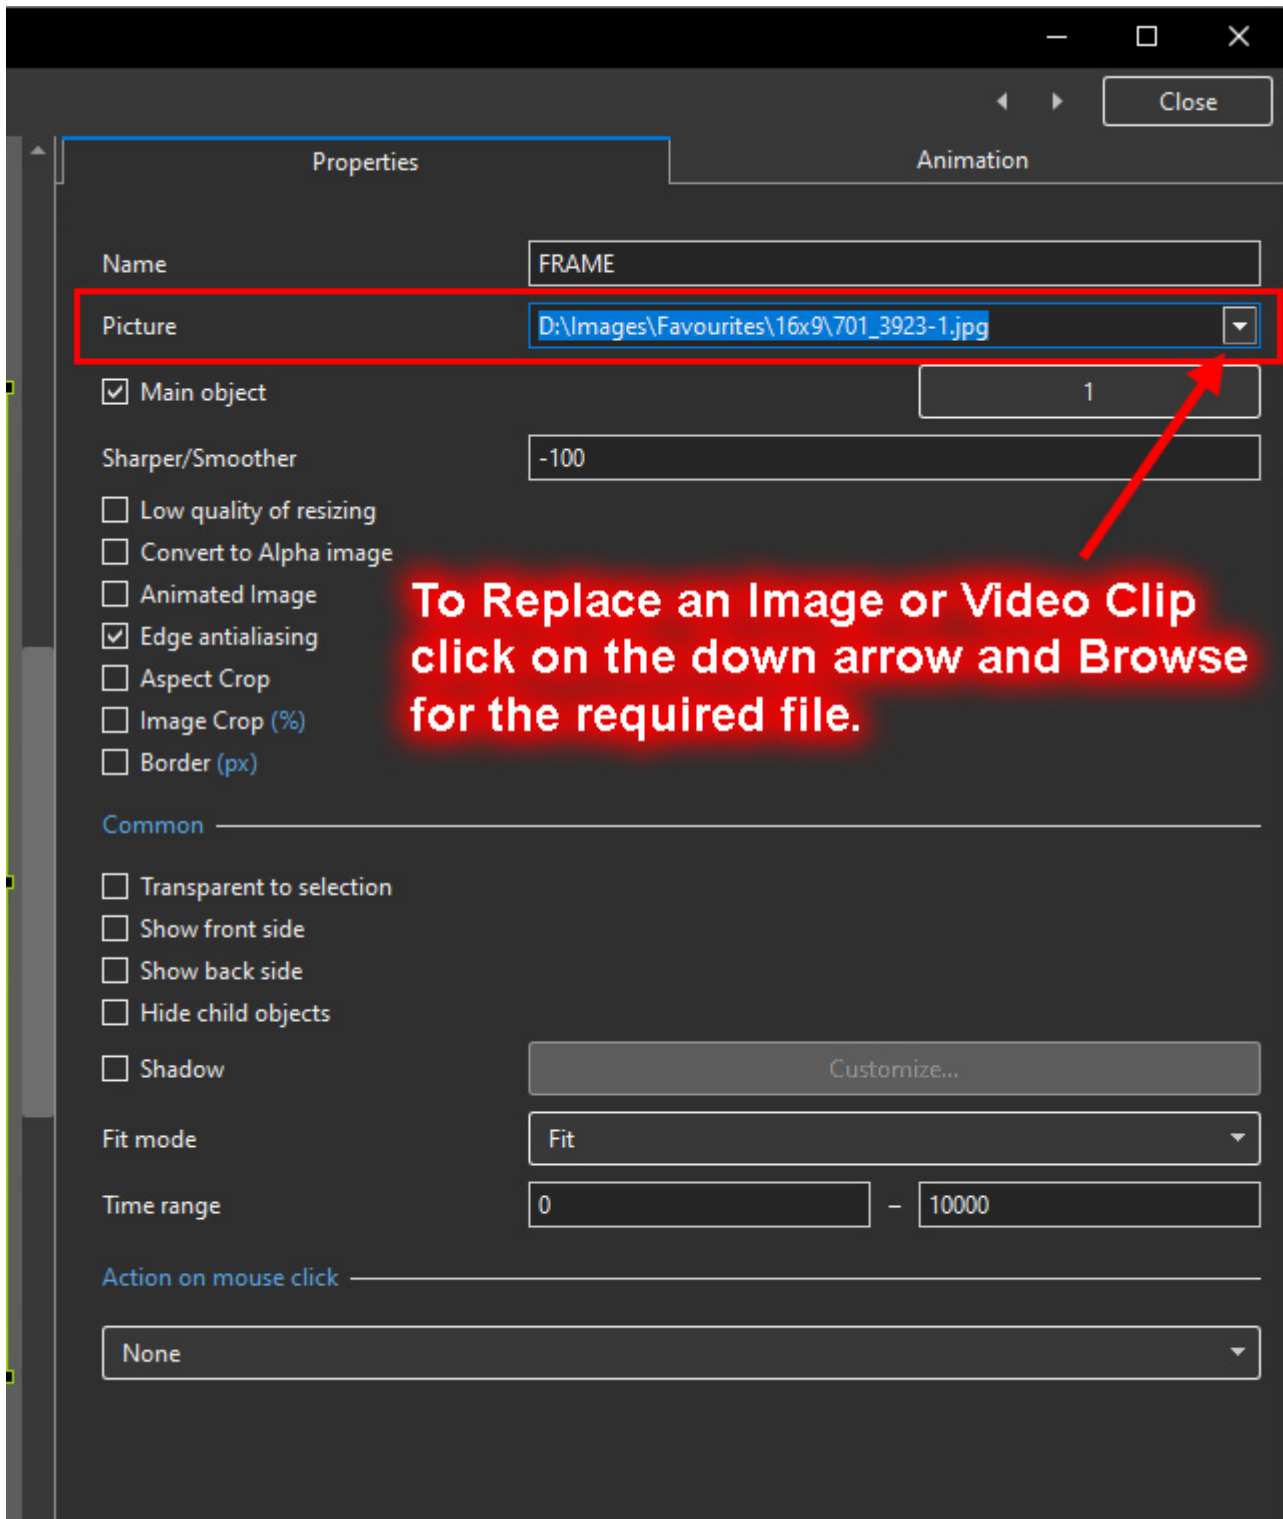 Close
Properties Animation
Name FRAME
Picture D:\Images\Favourites\16x9\701_3923-1.jpg
Main object 1
Sharper/Smoother -100
Low quality of resizing
Convert to Alpha image
Animated Image
Edge antialiasing
Aspect Crop
Image Crop (%)
Border (px)
To Replace an Image or Video Clip
click on the down arrow and Browse
for the required file.
Common
Transparent to selection
Show front side
Show back side
Hide child objects
Shadow Customize...
Fit mode Fit
Time range 0 – 10000
Action on mouse click
None